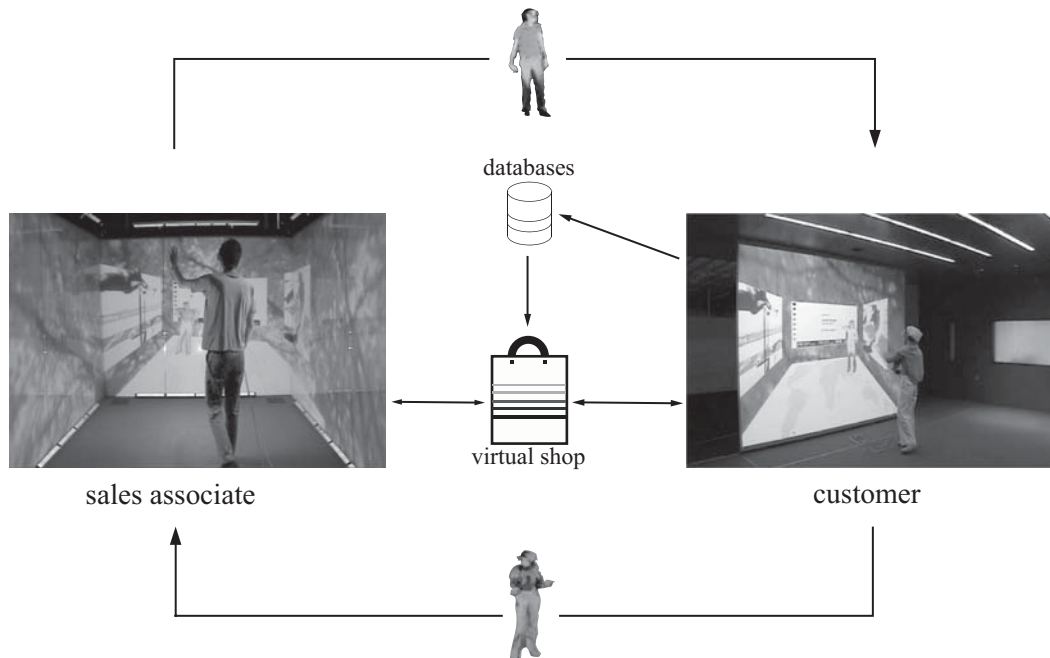 databases
virtual shop
sales associate
customer